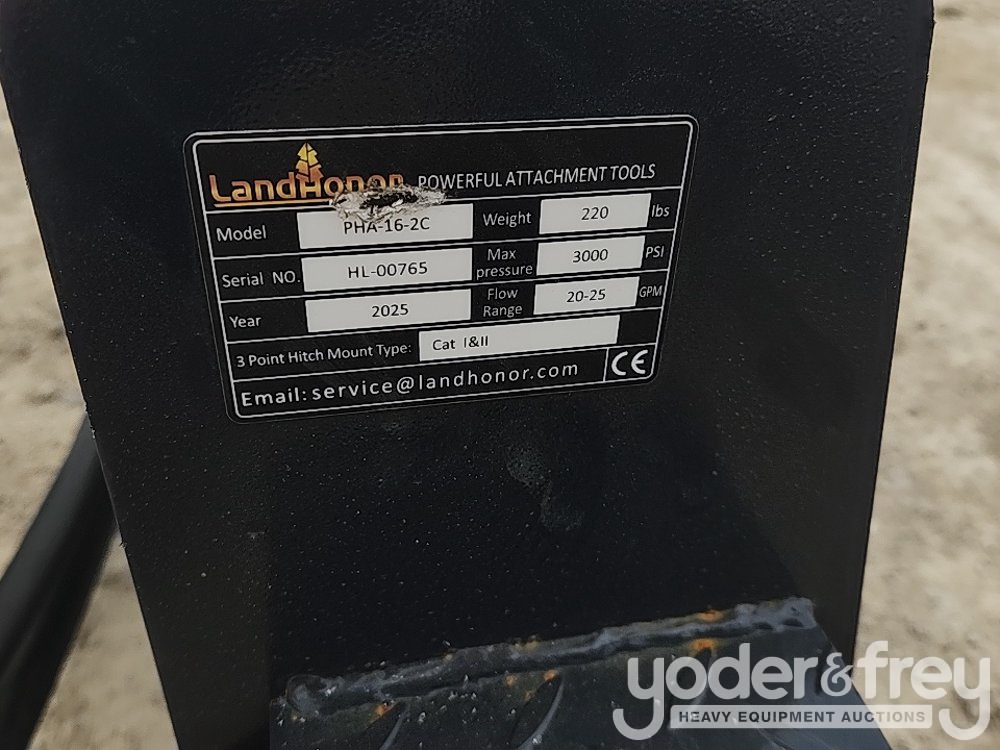 LandHonor POWERFUL ATTACHMENT TOOLS
Model PHA-16-2C Weight 220 lbs
Serial NO. HL-00765 Max pressure 3000 PSI
Year 2025 Flow Range 20-25 GPM
3 Point Hitch Mount Type: Cat I&II
Email: service@landhonor.com CE
yoder&frey
HEAVY EQUIPMENT AUCTIONS